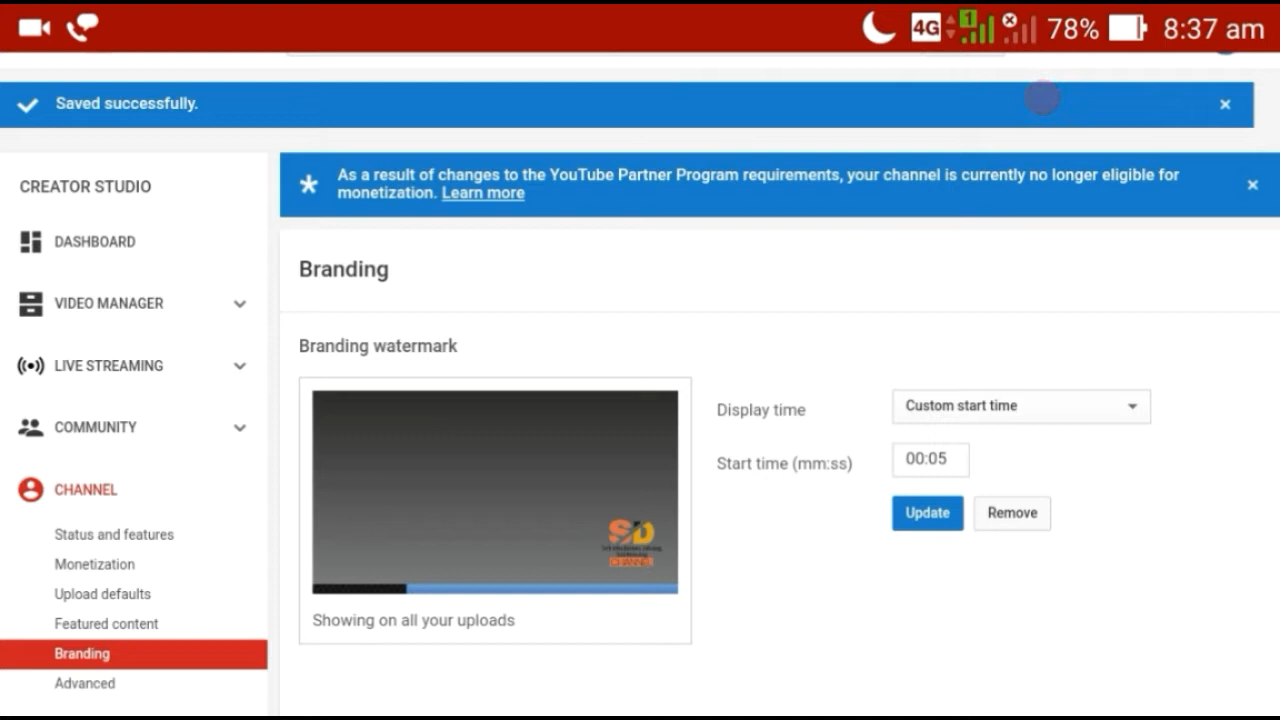 4G 1 78% 8:37 am
Saved successfully.
CREATOR STUDIO
As a result of changes to the YouTube Partner Program requirements, your channel is currently no longer eligible for
monetization. Learn more
DASHBOARD
VIDEO MANAGER
LIVE STREAMING
COMMUNITY
CHANNEL
Status and features
Monetization
Upload defaults
Featured content
Branding
Advanced
Branding
Branding watermark
SD
CHANNEL
Showing on all your uploads
Display time
Custom start time
Start time (mm:ss)
00:05
Update
Remove